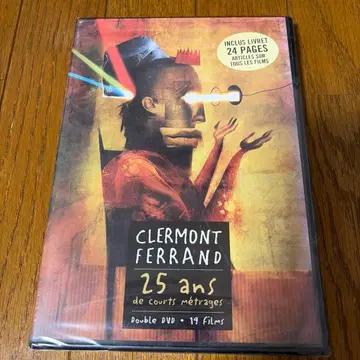 INCLUS LIVRET
24 PAGES
ARTICLES SUR
TOUS LES FILMS
CLERMONT
FERRAND
25 ans
de courts métrages
Double DVD • 19 films